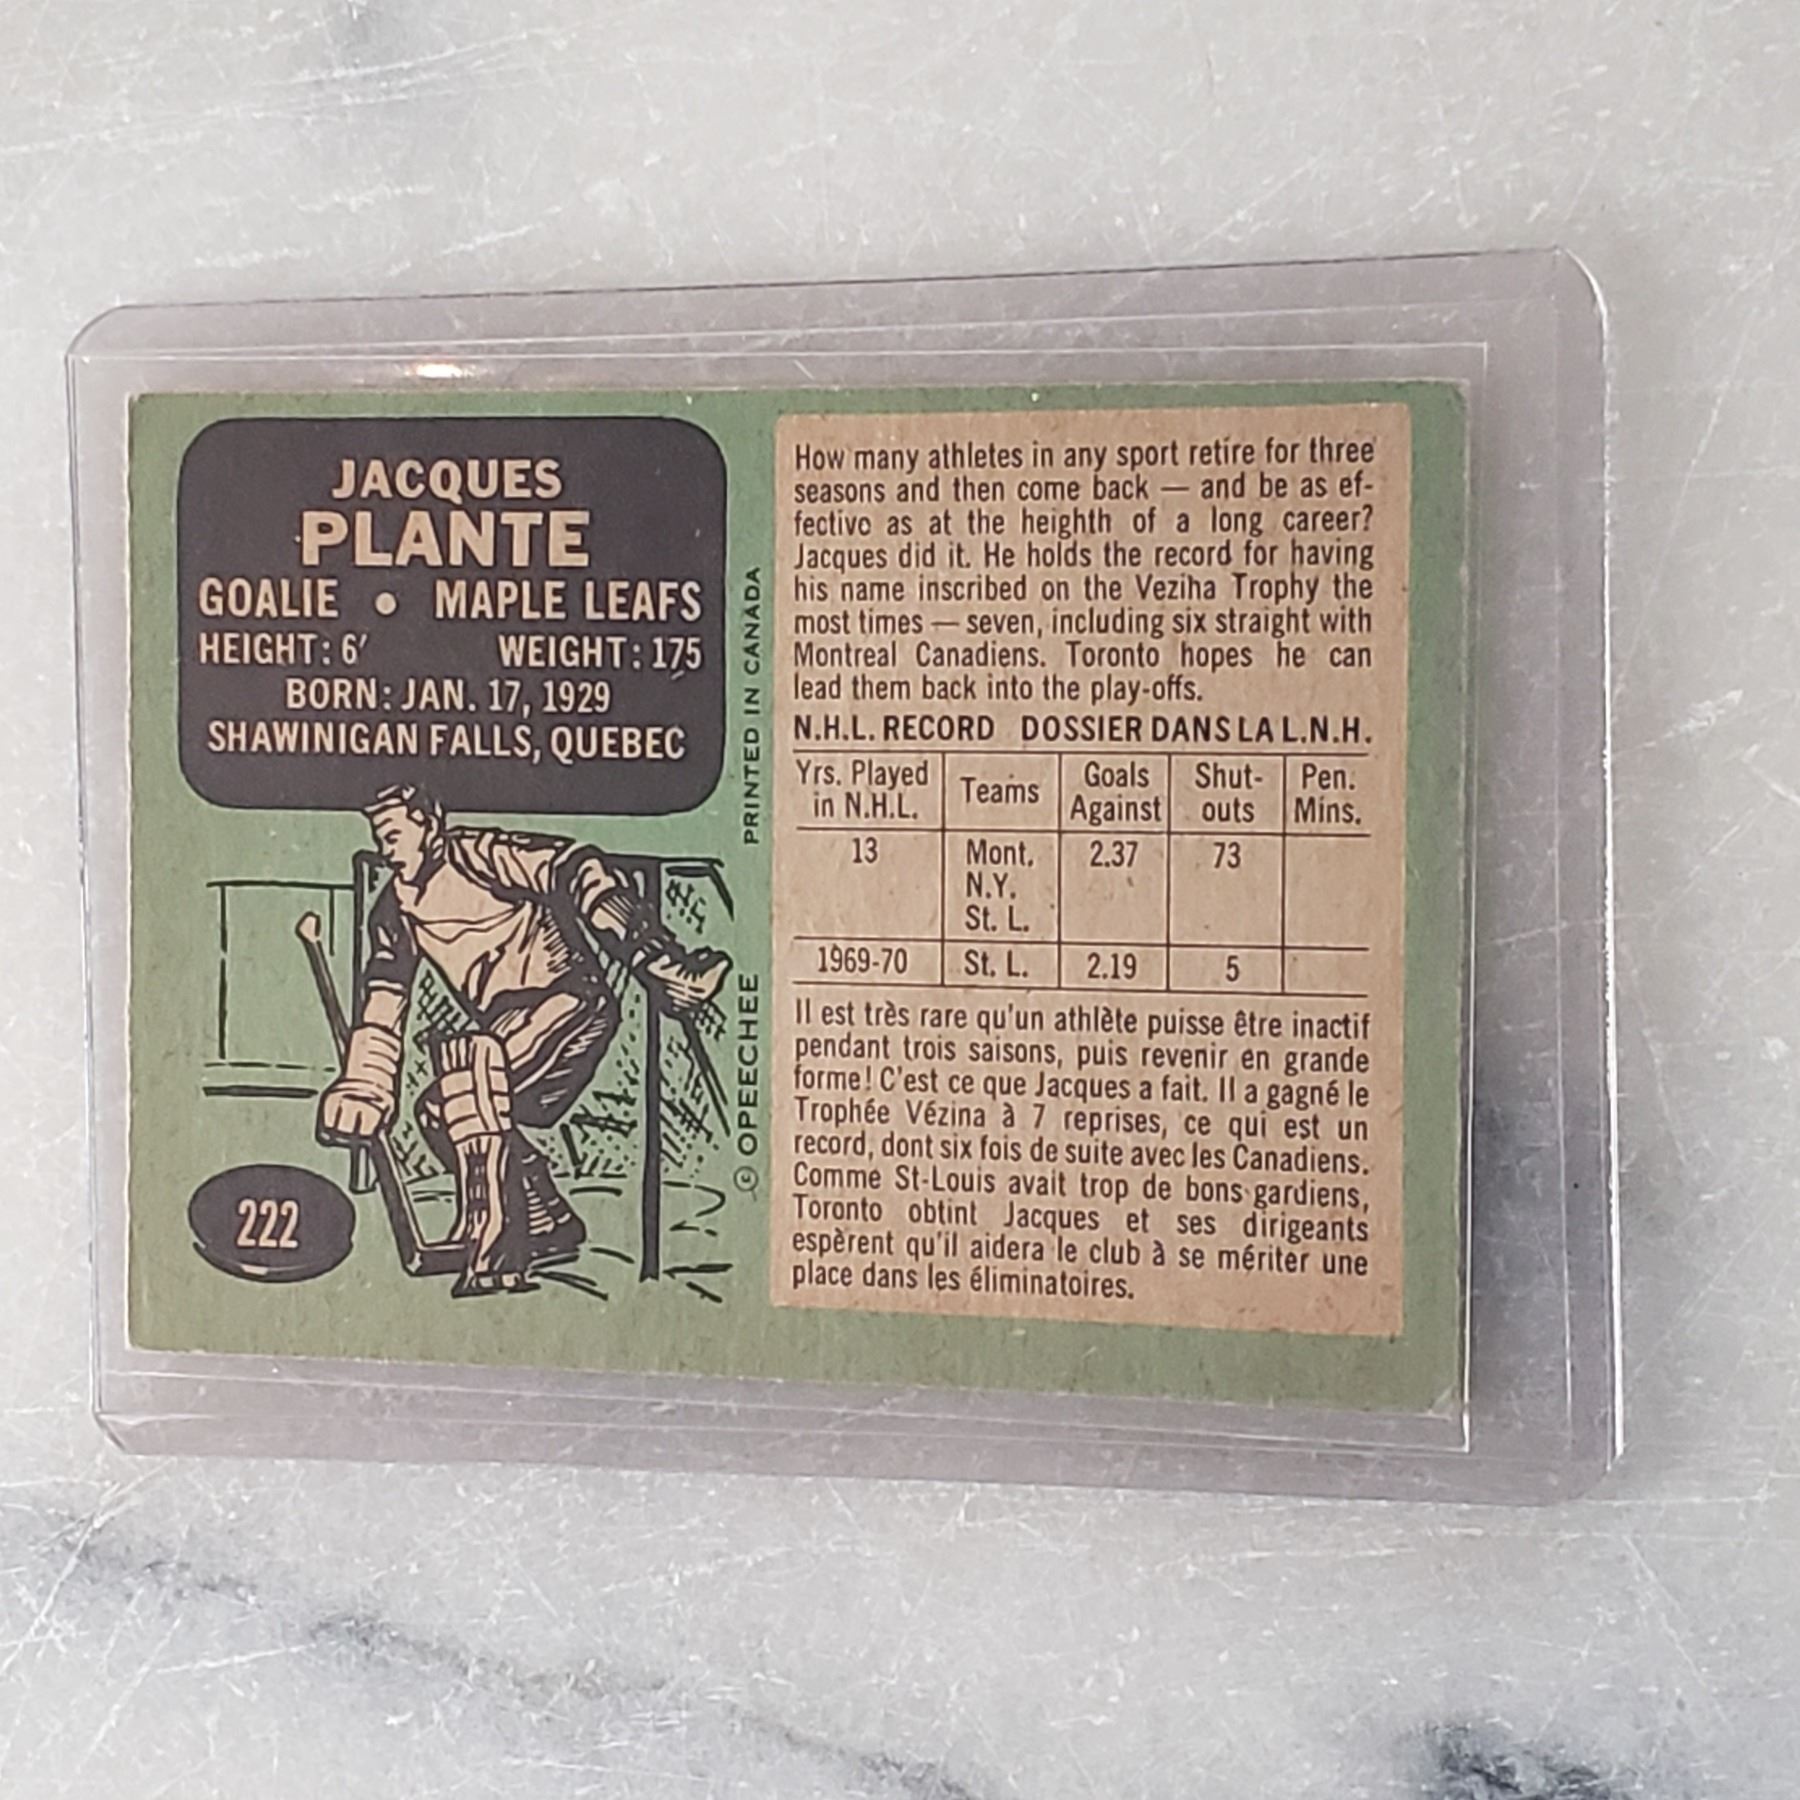 JACQUES
PLANTE
GOALIE • MAPLE LEAFS
HEIGHT: 6' WEIGHT: 175
BORN: JAN. 17, 1929
SHAWINIGAN FALLS, QUEBEC
222
© OPEECHEE PRINTED IN CANADA
How many athletes in any sport retire for three
seasons and then come back — and be as ef-
fective as at the heighth of a long career?
Jacques did it. He holds the record for having
his name inscribed on the Veziha Trophy the
most times — seven, including six straight with
Montreal Canadiens. Toronto hopes he can
lead them back into the play-offs.
N.H.L. RECORD DOSSIER DANS LA L.N.H.
Yrs. Played in N.H.L. Teams Goals Against Shut-outs Pen. Mins.
13 Mont. 2.37 73
N.Y.
St. L.
1969-70 St. L. 2.19 5
Il est très rare qu'un athlète puisse être inactif
pendant trois saisons, puis revenir en grande
forme! C'est ce que Jacques a fait. Il a gagné le
Trophée Vézina à 7 reprises, ce qui est un
record, dont six fois de suite avec les Canadiens.
Comme St-Louis avait trop de bons gardiens,
Toronto obtint Jacques et ses dirigeants
espèrent qu'il aidera le club à se mériter une
place dans les éliminatoires.